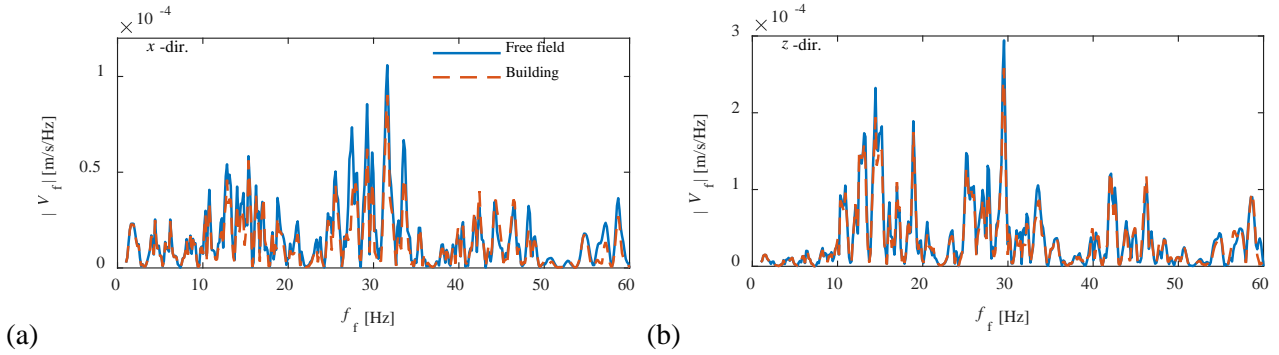 × 10 -4
x -dir.
Free field
Building
1
0.5
0
| V f | [m/s/Hz]
0 10 20 30 40 50 60
f f [Hz]
(a)
× 10 -4
z -dir.
3
2
1
0
| V f | [m/s/Hz]
0 10 20 30 40 50 60
f f [Hz]
(b)